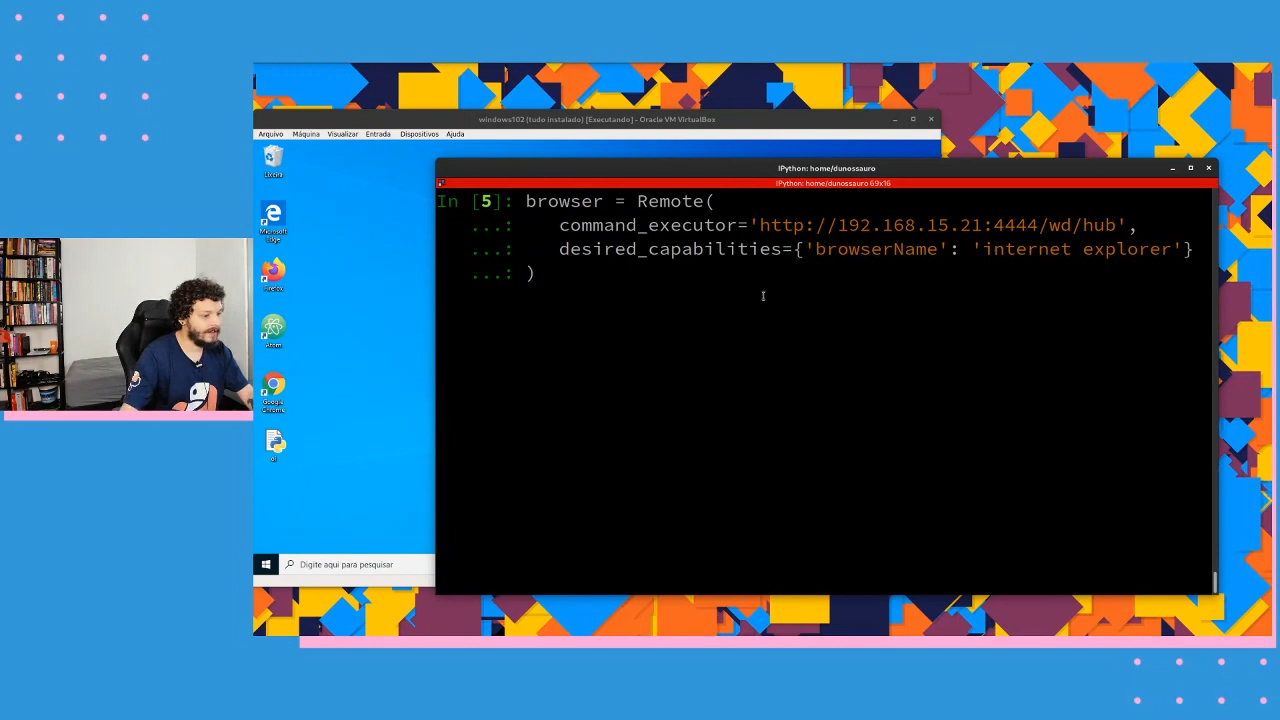 windows102 (tudo instalado) [Executando] - Oracle VM VirtualBox
Arquivo Máquina Visualizar Entrada Dispositivos Ajuda
Lixeira
Microsoft Edge
Firefox
Atom
Google Chrome
Digite aqui para pesquisar
IPython: home/dunossauro
IPython: home/dunossauro 69x16
In [5]: browser = Remote(
...: command_executor='http://192.168.15.21:4444/wd/hub',
...: desired_capabilities={'browserName': 'internet explorer'}
...: )